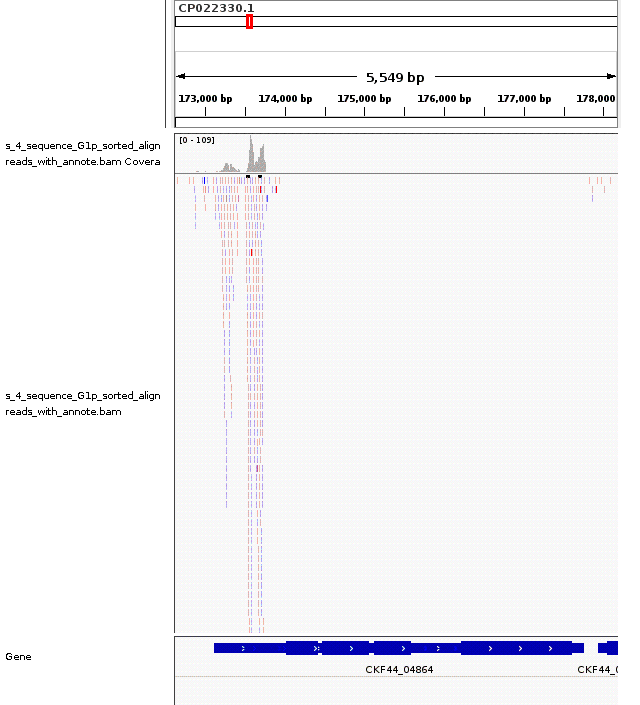 CP022330.1
5,549 bp
173,000 bp 174,000 bp 175,000 bp 176,000 bp 177,000 bp 178,000
[0 - 109]
s_4_sequence_G1p_sorted_align
reads_with_annote.bam Covera
s_4_sequence_G1p_sorted_align
reads_with_annote.bam
Gene
CKF44_04864 CKF44_0